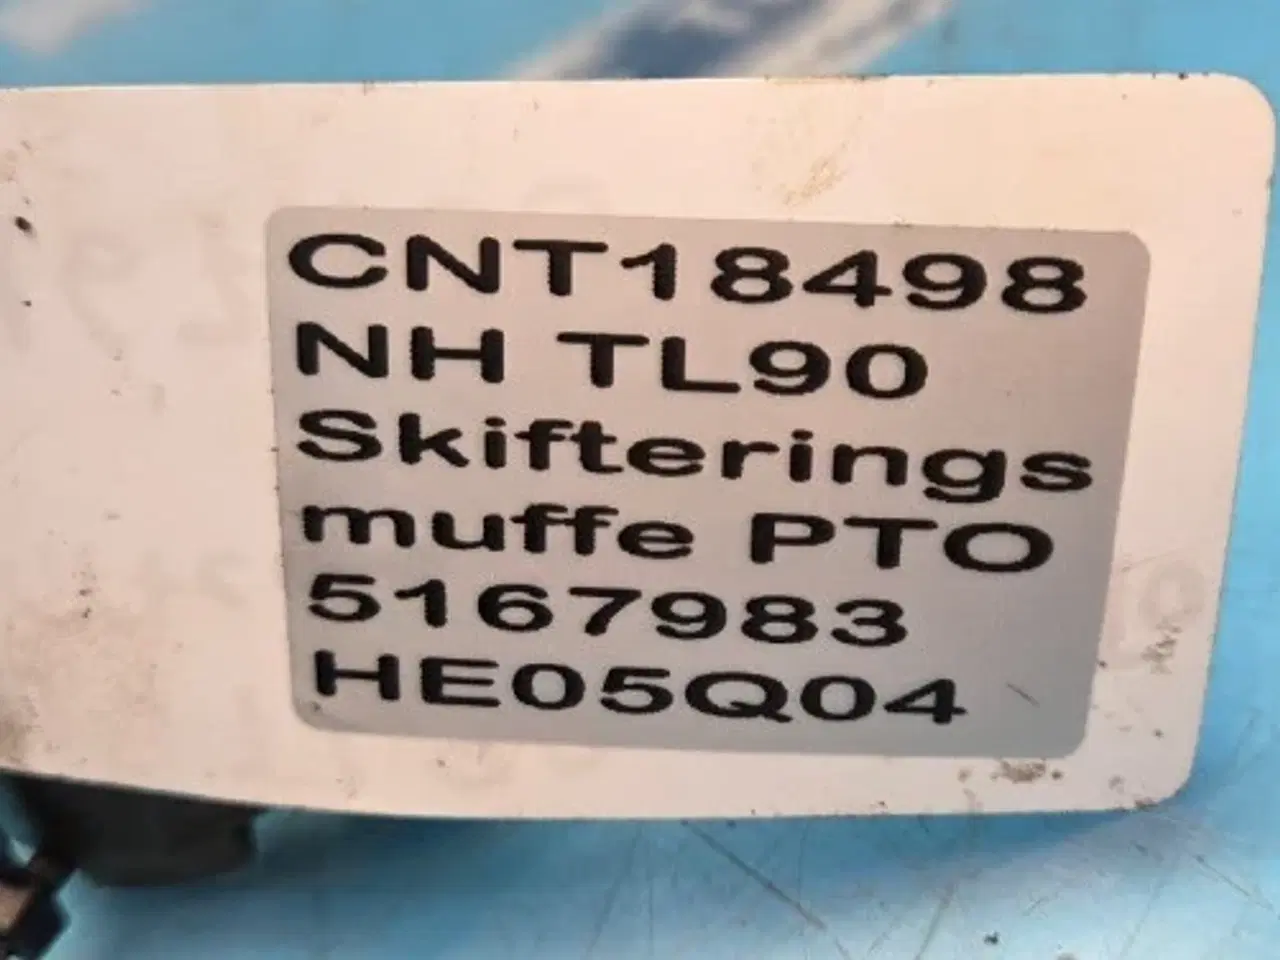 CNT18498
NH TL90
Skifterings
muffe PTO
5167983
HE05Q04